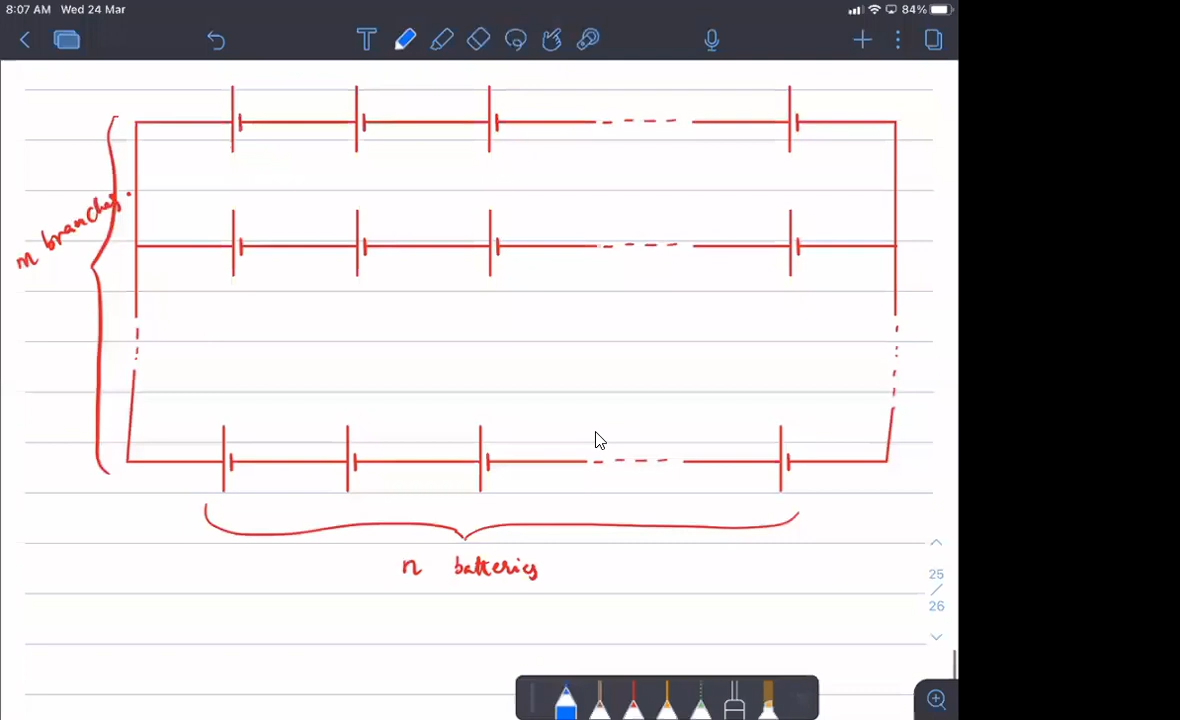 8:07 AM Wed 24 Mar
84%
m branches.
n batteries
25
/
26